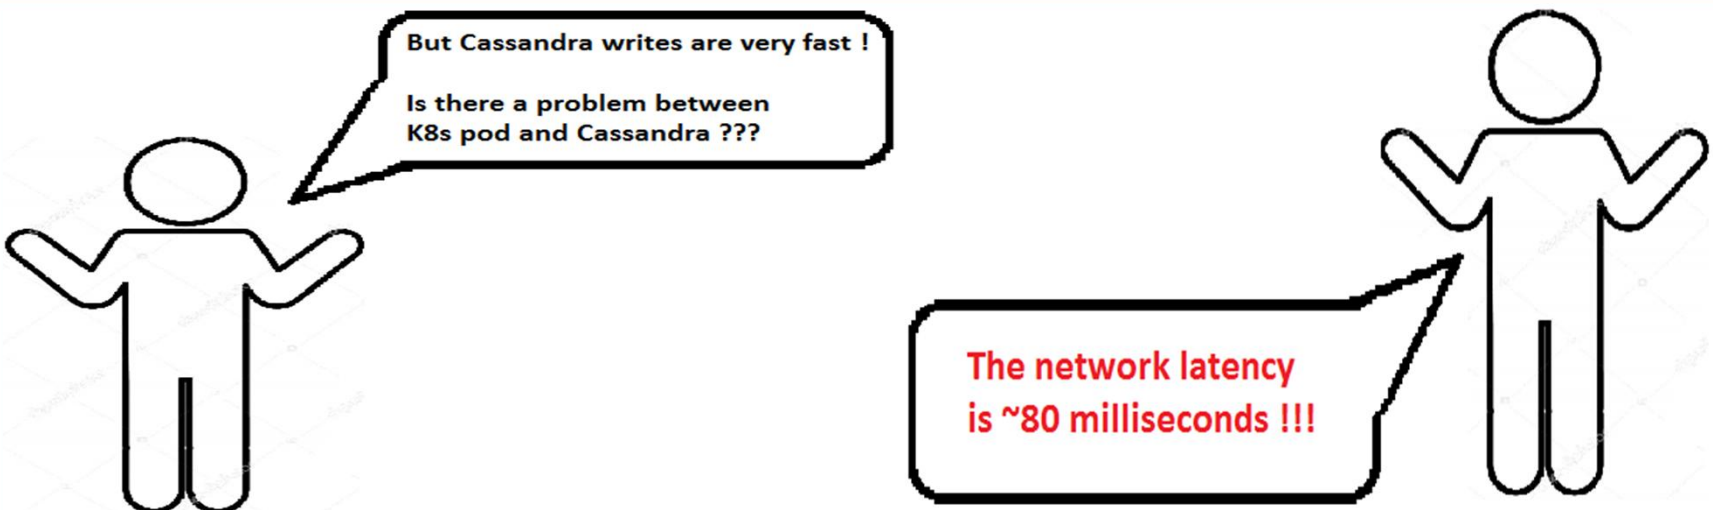 But Cassandra writes are very fast !
Is there a problem between
K8s pod and Cassandra ???
The network latency
is ~80 milliseconds !!!